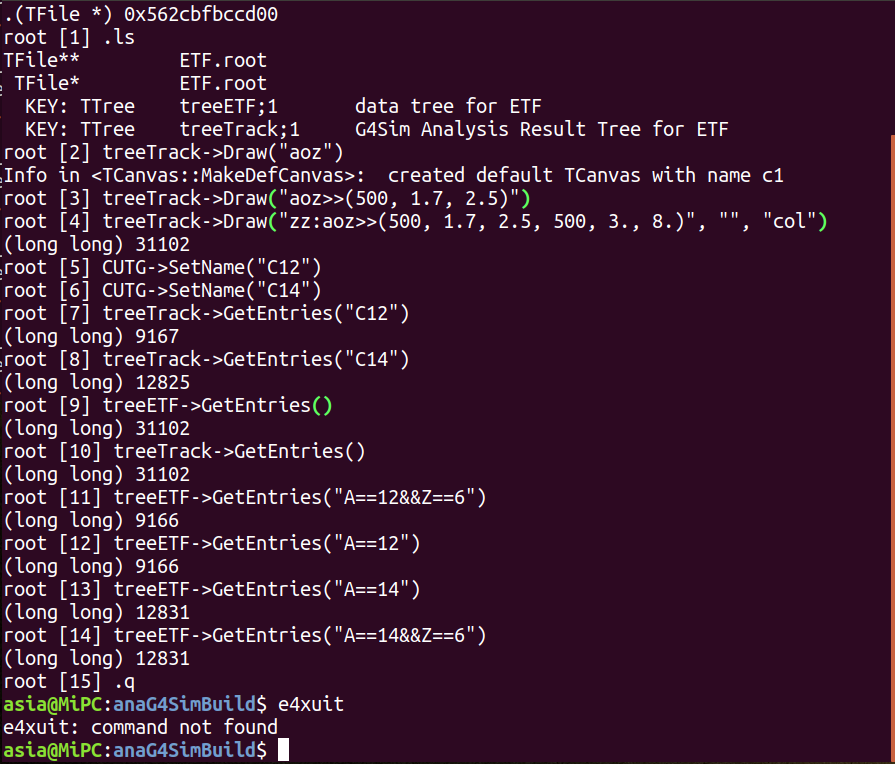 .(TFile *) 0x562cbfbccd00
root [1] .ls
TFile**         ETF.root
 TFile*         ETF.root
  KEY: TTree    treeETF;1       data tree for ETF
  KEY: TTree    treeTrack;1     G4Sim Analysis Result Tree for ETF
root [2] treeTrack->Draw("aoz")
Info in <TCanvas::MakeDefCanvas>:  created default TCanvas with name c1
root [3] treeTrack->Draw("aoz>>(500, 1.7, 2.5)")
root [4] treeTrack->Draw("zz:aoz>>(500, 1.7, 2.5, 500, 3., 8.)", "", "col")
(long long) 31102
root [5] CUTG->SetName("C12")
root [6] CUTG->SetName("C14")
root [7] treeTrack->GetEntries("C12")
(long long) 9167
root [8] treeTrack->GetEntries("C14")
(long long) 12825
root [9] treeETF->GetEntries()
(long long) 31102
root [10] treeTrack->GetEntries()
(long long) 31102
root [11] treeETF->GetEntries("A==12&&Z==6")
(long long) 9166
root [12] treeETF->GetEntries("A==12")
(long long) 9166
root [13] treeETF->GetEntries("A==14")
(long long) 12831
root [14] treeETF->GetEntries("A==14&&Z==6")
(long long) 12831
root [15] .q
asia@MiPC:anaG4SimBuild$ e4xuit
e4xuit: command not found
asia@MiPC:anaG4SimBuild$